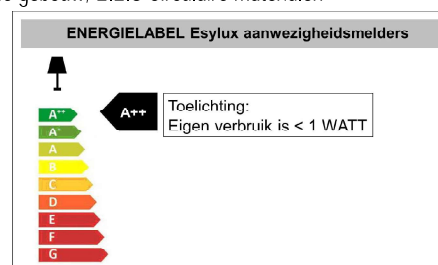 ENERGIELABEL Esylux aanwezigheidsmelders
A++
Toelichting:
Eigen verbruik is < 1 WATT
A++
A+
A
B
C
D
E
F
G